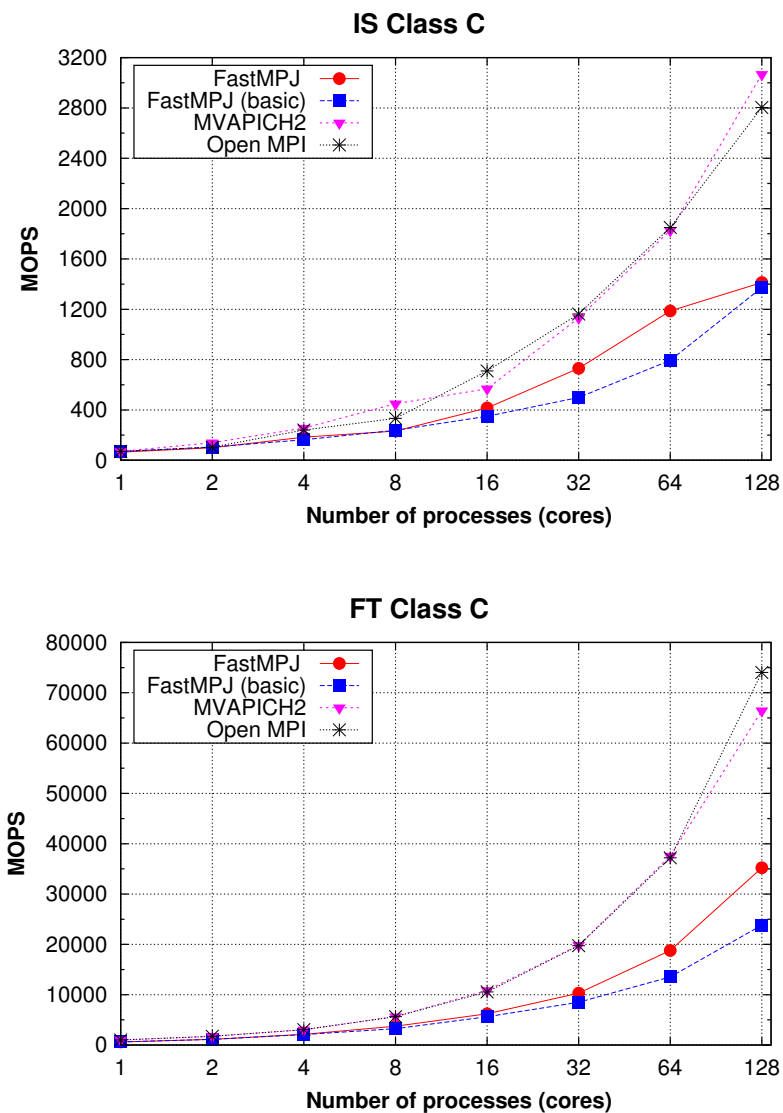 IS Class C
3200
2800
2400
2000
1600
1200
800
400
0
MOPS
FastMPJ
FastMPJ (basic)
MVAPICH2
Open MPI
1 2 4 8 16 32 64 128
Number of processes (cores)
FT Class C
80000
70000
60000
50000
40000
30000
20000
10000
0
MOPS
FastMPJ
FastMPJ (basic)
MVAPICH2
Open MPI
1 2 4 8 16 32 64 128
Number of processes (cores)